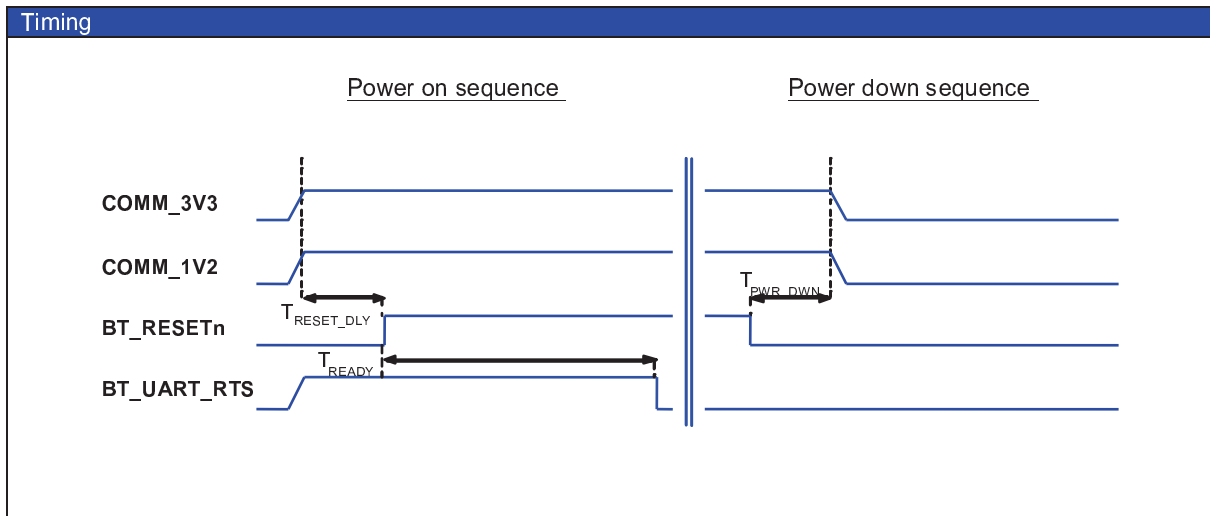 Timing
Power on sequence
Power down sequence
COMM_3V3
COMM_1V2
TPWR_DWN
TRESET_DLY
BT_RESETn
TREADY
BT_UART_RTS